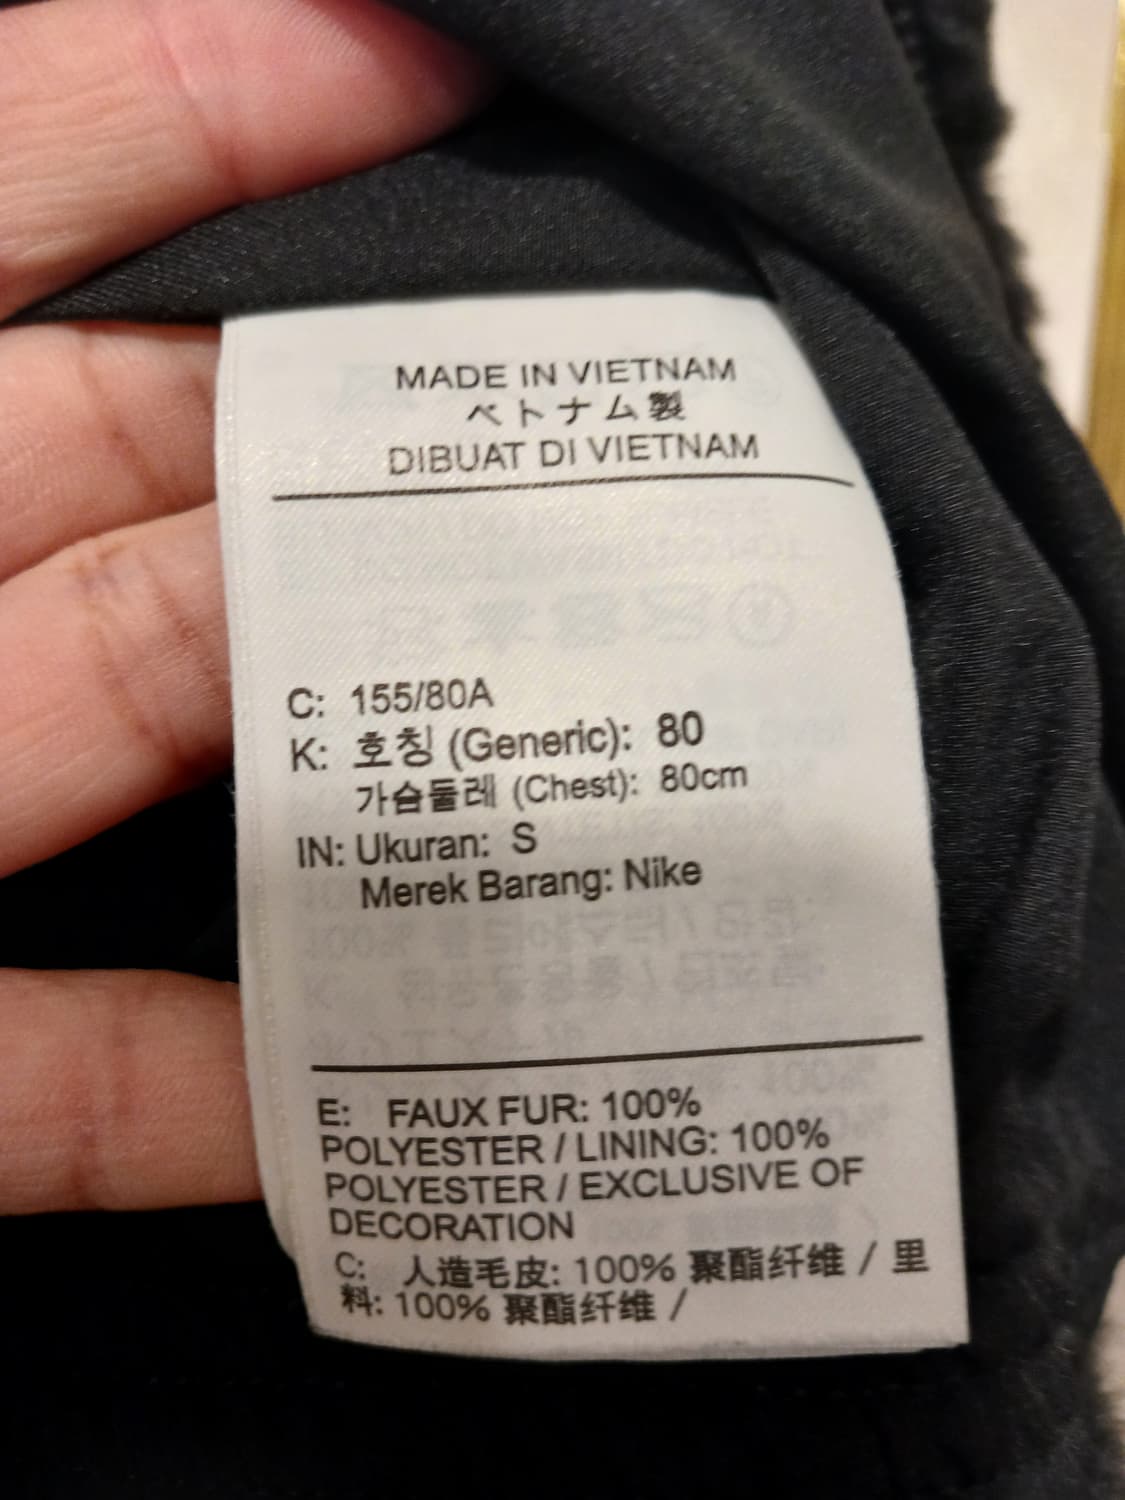 MADE IN VIETNAM
ベトナム製
DIBUAT DI VIETNAM
C: 155/80A
K: 호칭 (Generic): 80
가슴둘레 (Chest): 80cm
IN: Ukuran: S
Merek Barang: Nike
E: FAUX FUR: 100%
POLYESTER / LINING: 100%
POLYESTER / EXCLUSIVE OF
DECORATION
C: 人造毛皮: 100% 聚酯纤维 / 里
料: 100% 聚酯纤维 /